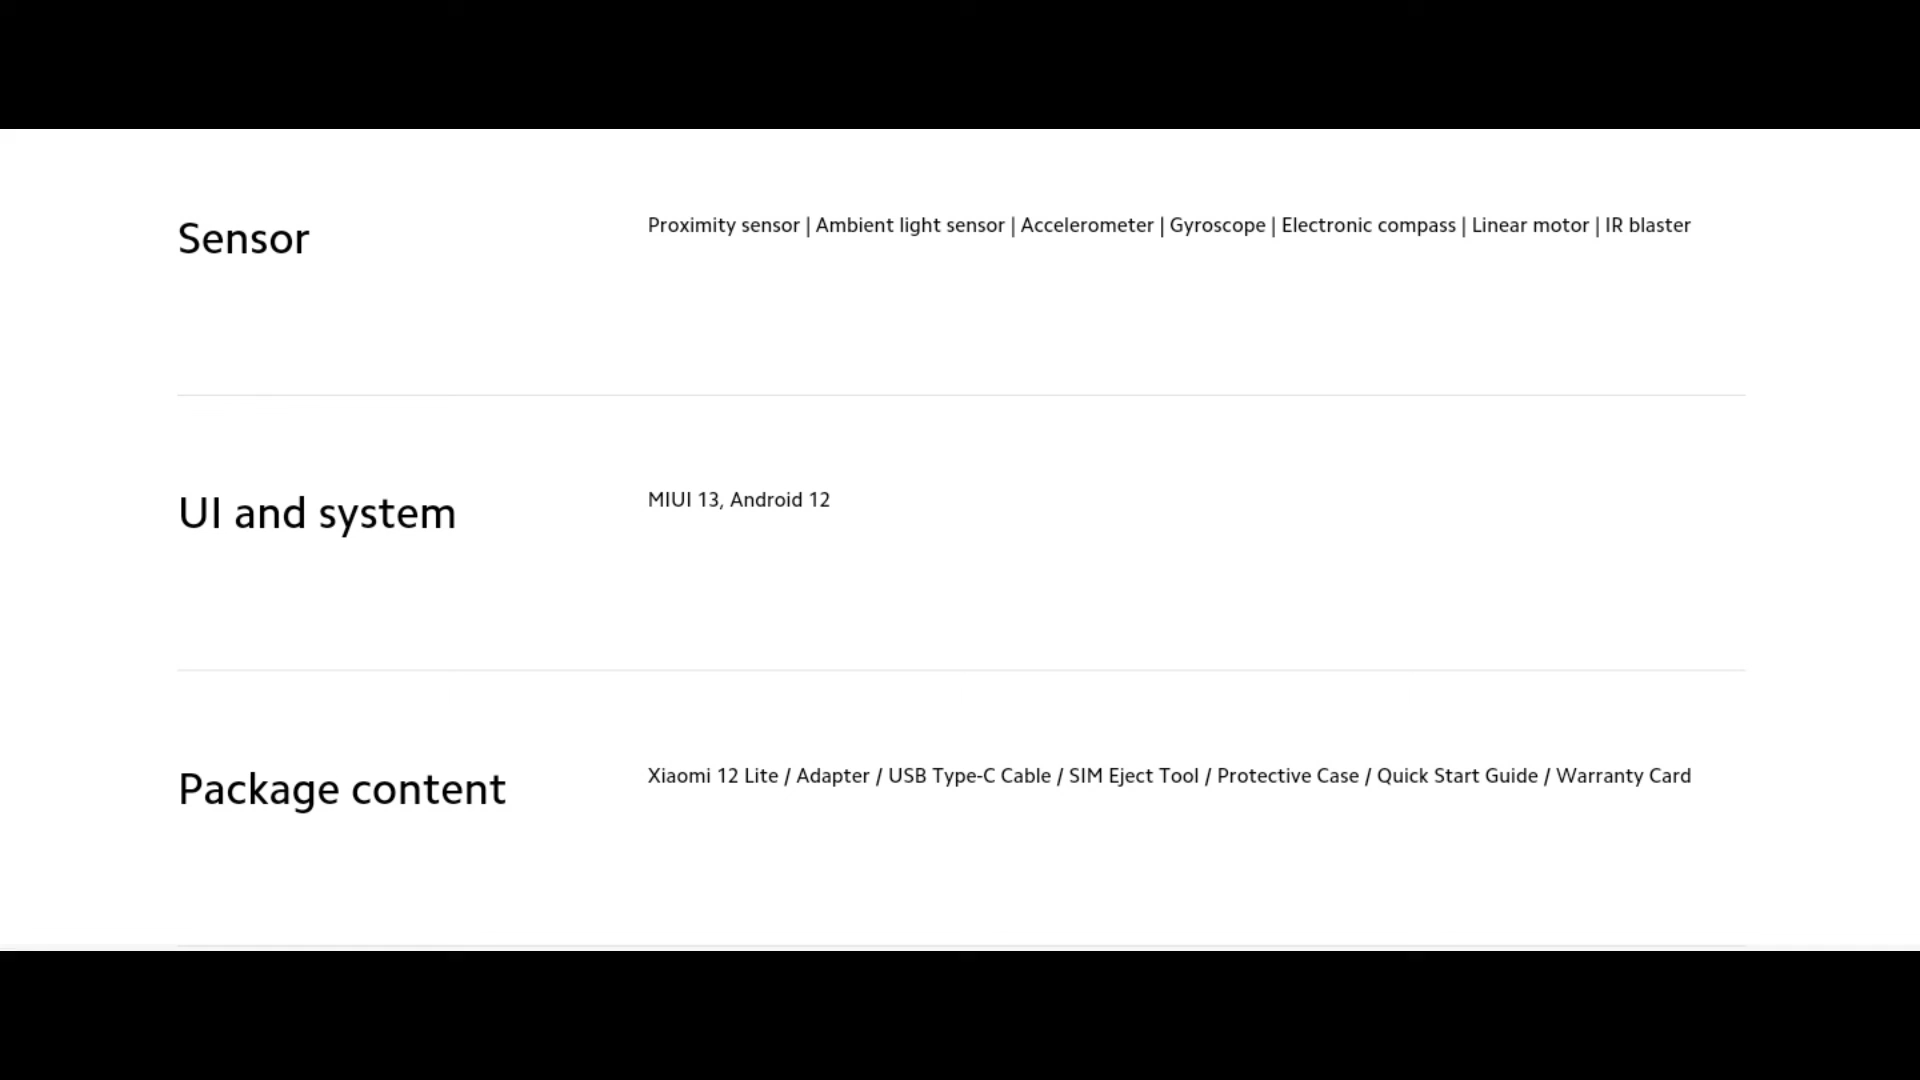 Sensor
Proximity sensor | Ambient light sensor | Accelerometer | Gyroscope | Electronic compass | Linear motor | IR blaster
UI and system
MIUI 13, Android 12
Package content
Xiaomi 12 Lite / Adapter / USB Type-C Cable / SIM Eject Tool / Protective Case / Quick Start Guide / Warranty Card